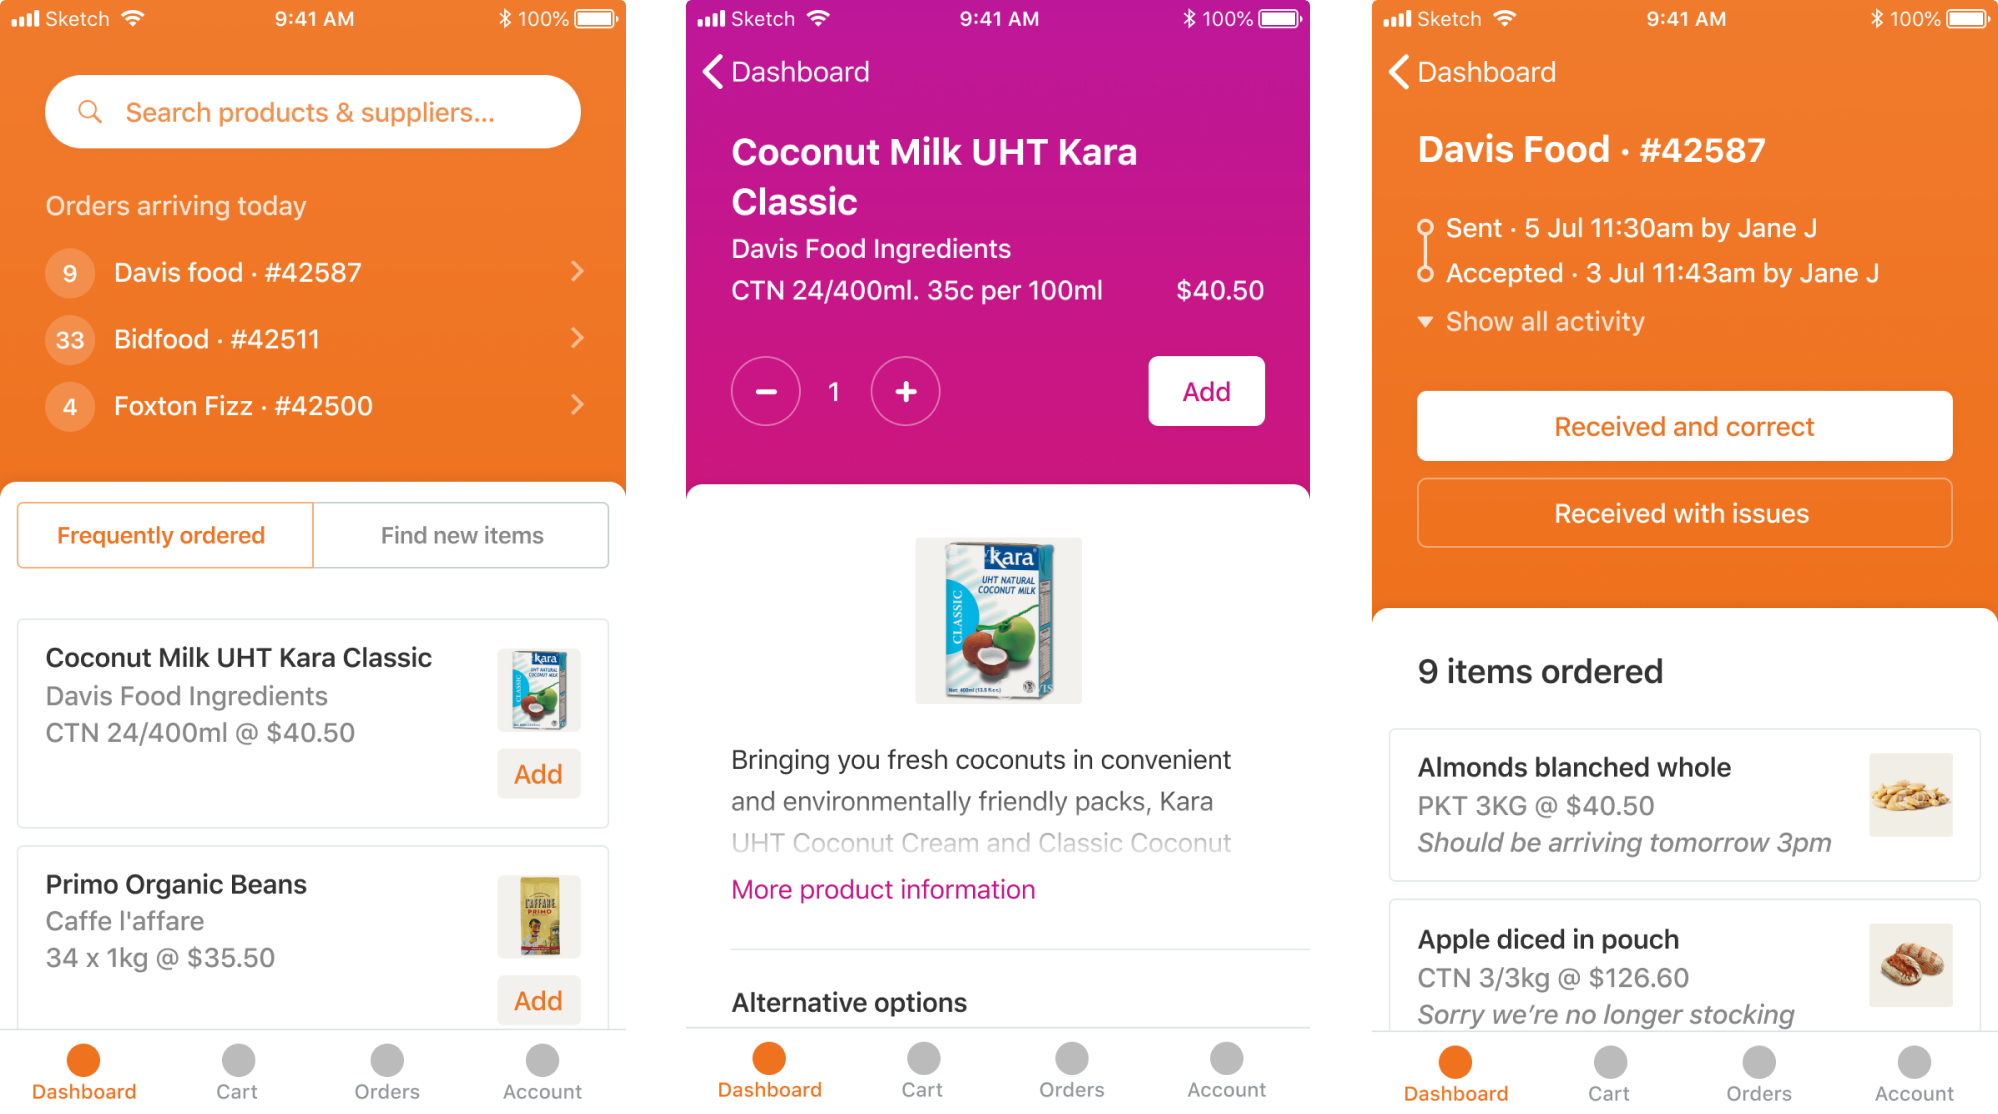 Sketch 9:41 AM 100%
Search products & suppliers...
Orders arriving today
9 Davis food · #42587
33 Bidfood · #42511
4 Foxton Fizz · #42500
Frequently ordered Find new items
Coconut Milk UHT Kara Classic
Davis Food Ingredients
CTN 24/400ml @ $40.50
kara
UHT NATURAL
COCONUT MILK
CLASSIC
Add
Primo Organic Beans
Caffe l'affare
34 x 1kg @ $35.50
L'AFFARE
PRIMO
Add
Dashboard Cart Orders Account
Sketch 9:41 AM 100%
Dashboard
Coconut Milk UHT Kara
Classic
Davis Food Ingredients
CTN 24/400ml. 35c per 100ml $40.50
1 Add
kara
UHT NATURAL
COCONUT MILK
CLASSIC
Bringing you fresh coconuts in convenient
and environmentally friendly packs, Kara
UHT Coconut Cream and Classic Coconut
More product information
Alternative options
Dashboard Cart Orders Account
Sketch 9:41 AM 100%
Dashboard
Davis Food · #42587
Sent · 5 Jul 11:30am by Jane J
Accepted · 3 Jul 11:43am by Jane J
Show all activity
Received and correct
Received with issues
9 items ordered
Almonds blanched whole
PKT 3KG @ $40.50
Should be arriving tomorrow 3pm
Apple diced in pouch
CTN 3/3kg @ $126.60
Sorry we're no longer stocking
Dashboard Cart Orders Account